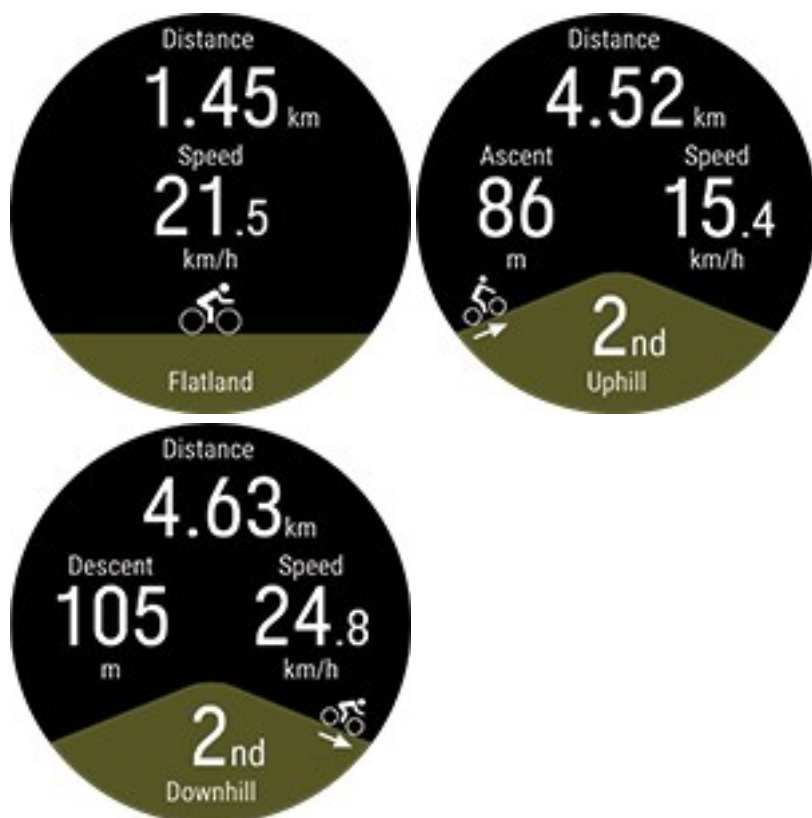 Distance
1.45 km
Speed
21.5
km/h
Flatland
Distance
4.52 km
Ascent Speed
86 15.4
m km/h
2nd
Uphill
Distance
4.63 km
Descent Speed
105 24.8
m km/h
2nd
Downhill